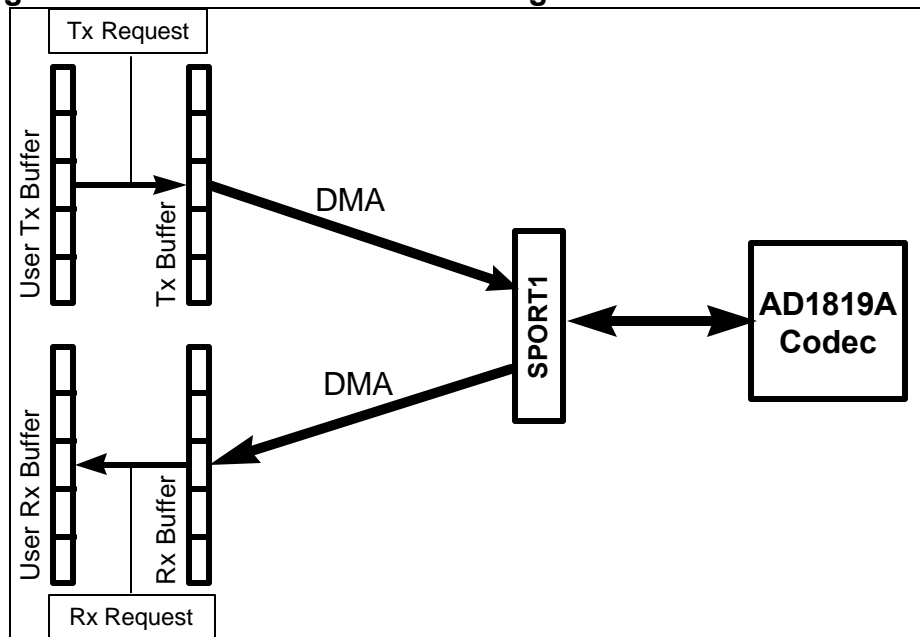 Tx Request
User Tx Buffer
Tx Buffer
DMA
SPORT1
AD1819A
Codec
DMA
User Rx Buffer
Rx Buffer
Rx Request